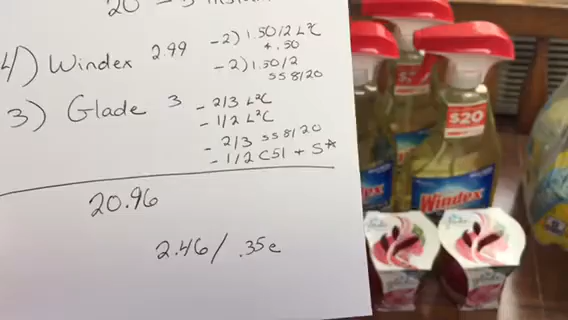 20
4) Windex 2.99 - 2) 1.50/2 L2C
+ .50
- 2) 1.50/2
SS 8/20
3) Glade 3 - 2/3 L2C
- 1/2 L2C
- 2/3 SS 8/20
- 1/2 CS1 + S☆
20.96
2.46/ .35e
$20
Windex